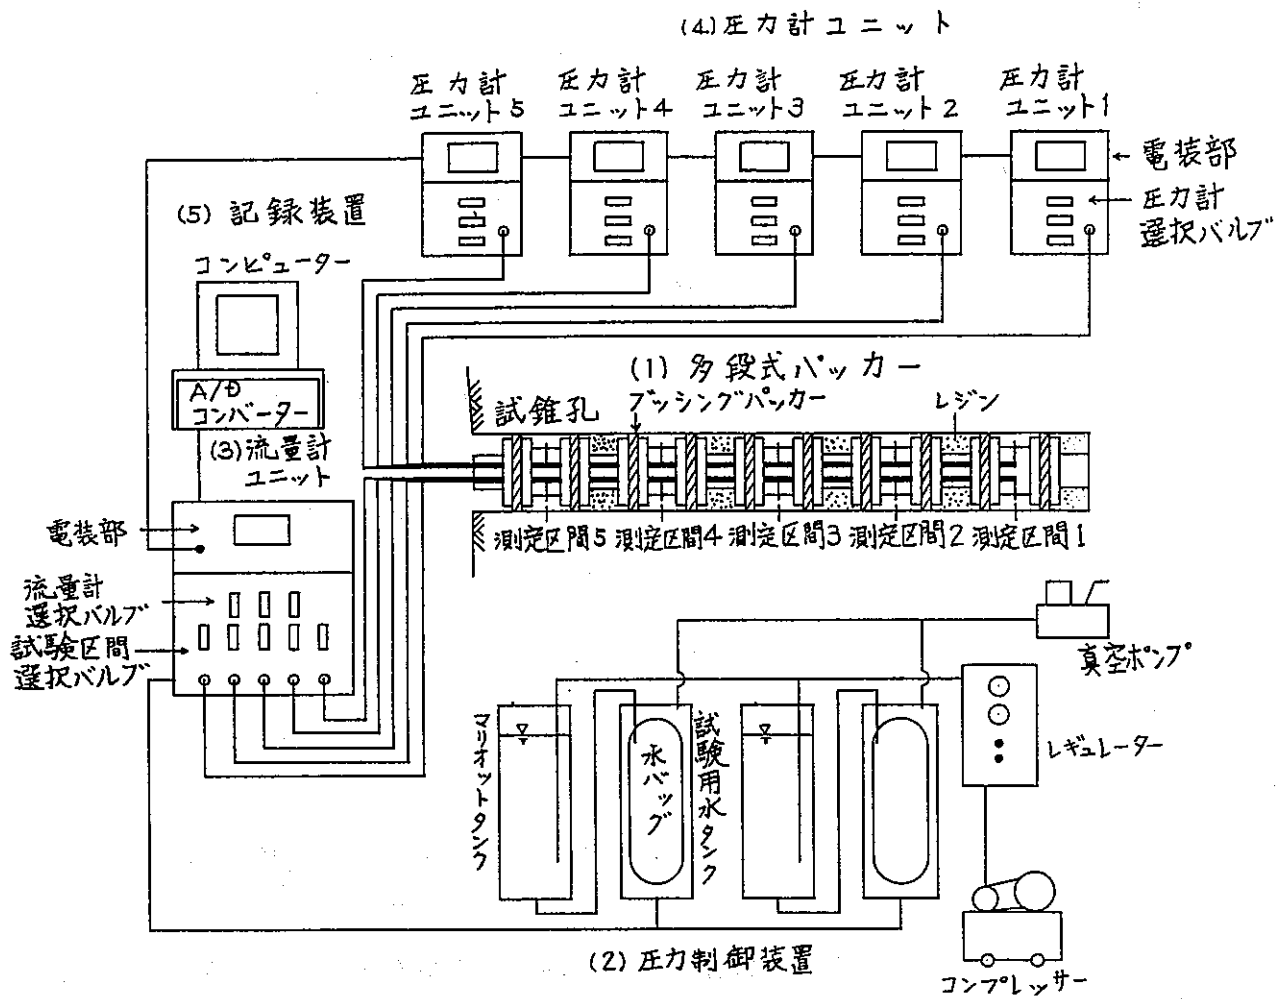 (4)圧力計ユニット
圧力計
ユニット5
圧力計
ユニット4
圧力計
ユニット3
圧力計
ユニット2
圧力計
ユニット1
電装部
圧力計
選択バルブ
(5)記録装置
コンピューター
A/D
コンバーター
(3)流量計
ユニット
電装部
流量計
選択バルブ
試験区間
選択バルブ
(1)多段式パッカー
試錐孔
ブッシングパッカー
レジン
測定区間5
測定区間4
測定区間3
測定区間2
測定区間1
真空ポンプ
レギュレーター
コンプレッサー
マリオットタンク
水バッグ
試験用水タンク
(2)圧力制御装置